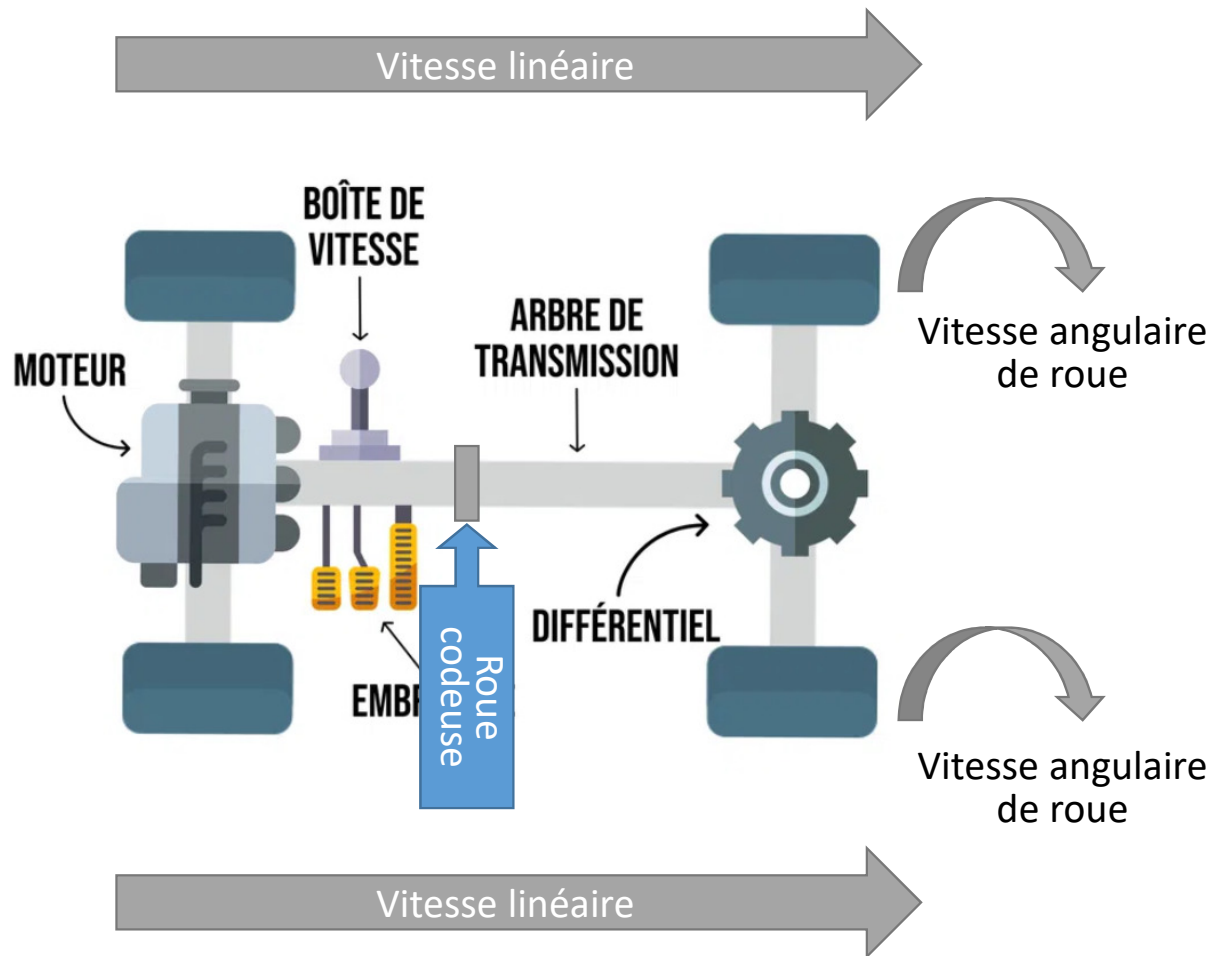 Vitesse linéaire
BOÎTE DE
VITESSE
ARBRE DE
TRANSMISSION
MOTEUR
Vitesse angulaire
de roue
DIFFÉRENTIEL
Roue
codeuse
Vitesse angulaire
de roue
Vitesse linéaire